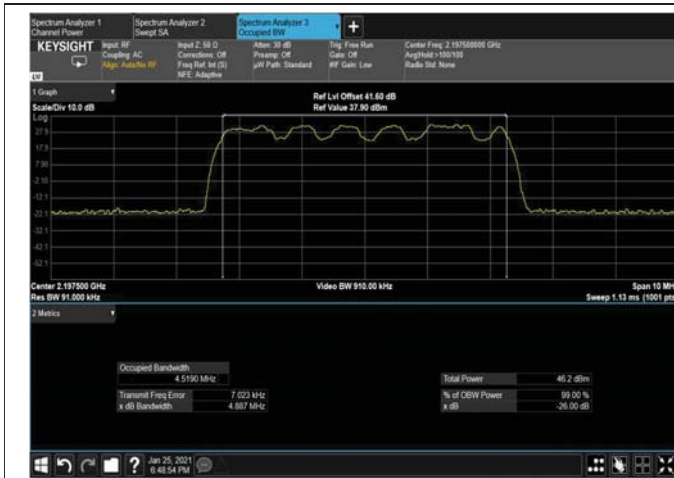 Spectrum Analyzer 1
Channel Power
Spectrum Analyzer 2
Swept SA
Spectrum Analyzer 3
Occupied BW
KEYSIGHT
Input: RF
Coupling: AC
Align: Auto/No RF
Input Z: 50 Ω
Corrections: Off
Freq Ref: Int (S)
NFE: Adaptive
Atten: 30 dB
Preamp: Off
µW Path: Standard
Trig: Free Run
Gate: Off
#IF Gain: Low
Center Freq: 2.197500000 GHz
Avg|Hold:>100/100
Radio Std: None
1 Graph
Scale/Div 10.0 dB
Ref Lvl Offset 41.60 dB
Ref Value 37.90 dBm
Log
27.9
17.9
7.90
-2.10
-12.1
-22.1
-32.1
-42.1
-52.1
Center 2.197500 GHz
Res BW 91.000 kHz
Video BW 910.00 kHz
Span 10 MH
Sweep 1.13 ms (1001 pts
2 Metrics
Occupied Bandwidth
4.5190 MHz
Transmit Freq Error 7.023 kHz
x dB Bandwidth 4.887 MHz
Total Power 46.2 dBm
% of OBW Power 99.00 %
x dB -26.00 dB
Jan 25, 2021
6:48:54 PM